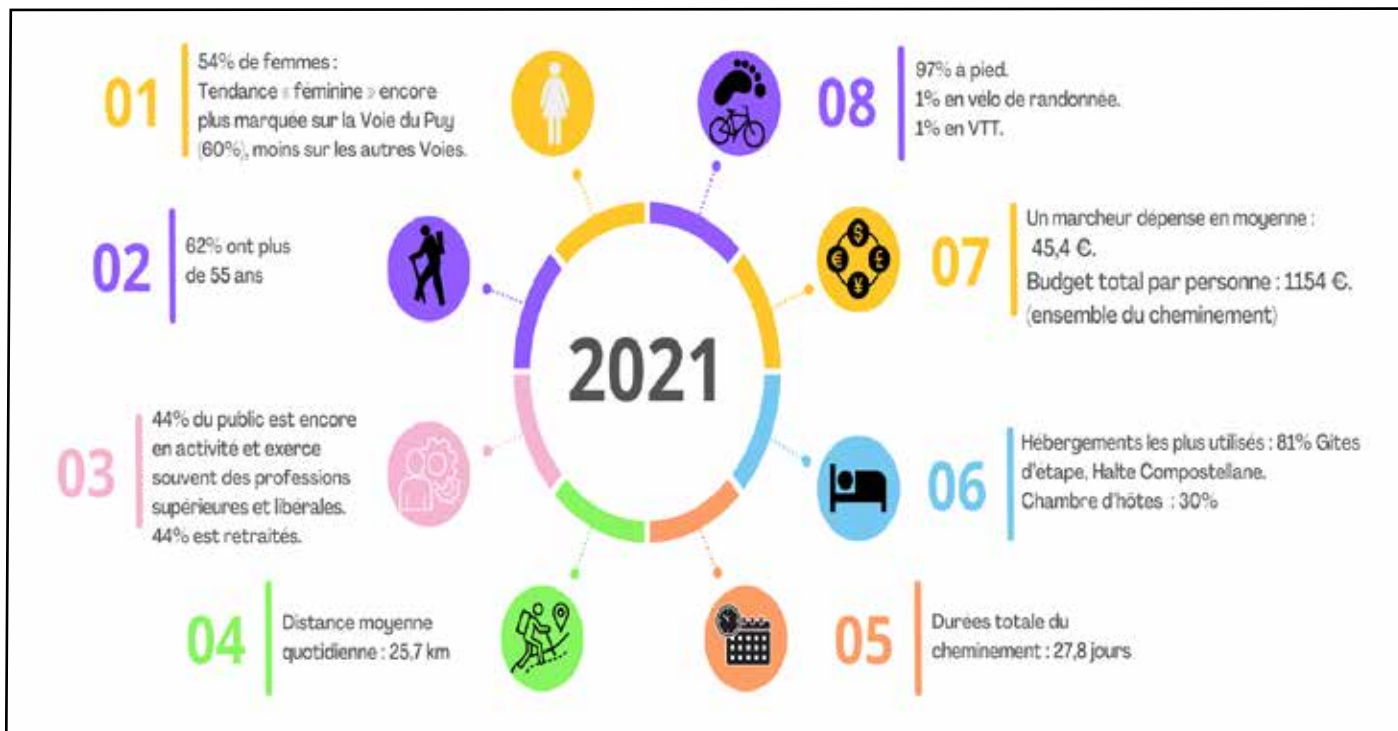 01
54% de femmes :
Tendance « feminine » encore
plus marquée sur la Voie du Puy
(60%), moins sur les autres Voies.
02
62% ont plus
de 55 ans
03
44% du public est encore
en activité et exerce
souvent des professions
supérieures et libérales.
44% est retraités.
04
Distance moyenne
quotidienne : 25,7 km
2021
08
97% a pied.
1% en vélo de randonnée.
1% en VTT.
07
Un marcheur dépense en moyenne :
45,4 €.
Budget total par personne : 1154 €.
(ensemble du cheminement)
06
Hébergements les plus utilisés : 81% Gites
d'étape, Halte Compostellane.
Chambre d'hôtes : 30%
05
Durées totale du
cheminement : 27,8 jours